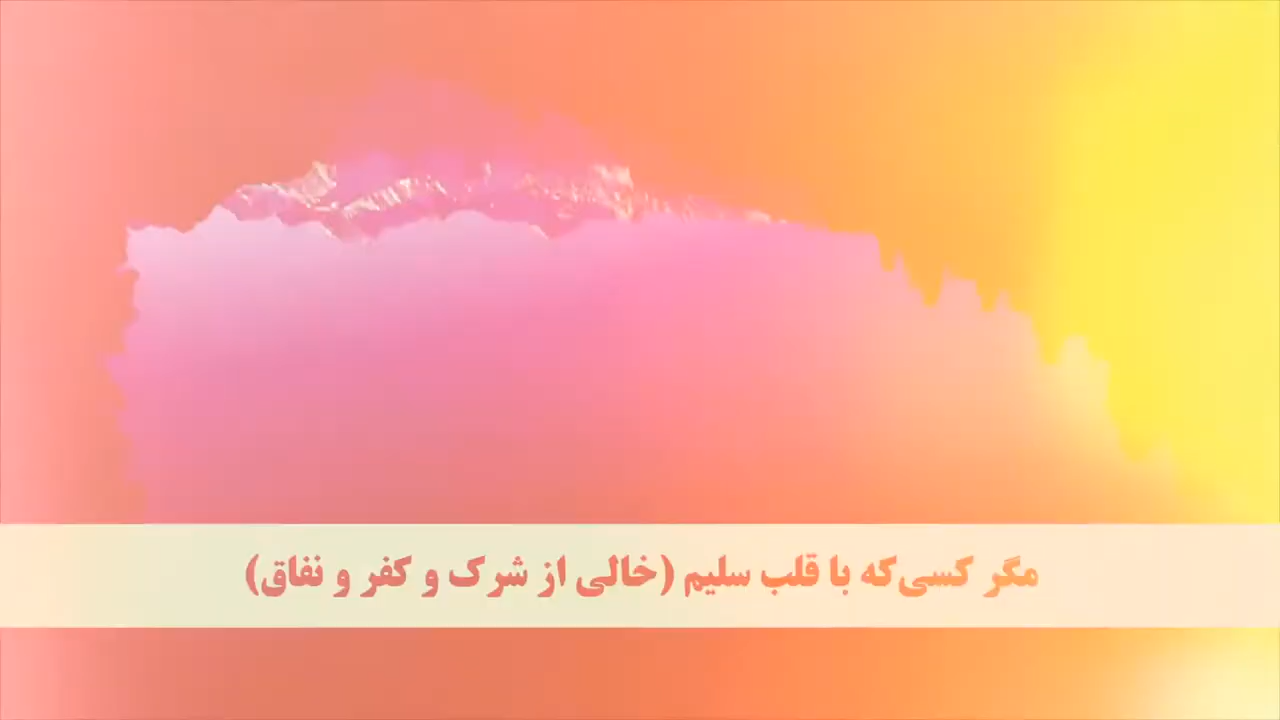 مگر کسی‌که با قلب سلیم (خالی از شرک و کفر و نفاق)